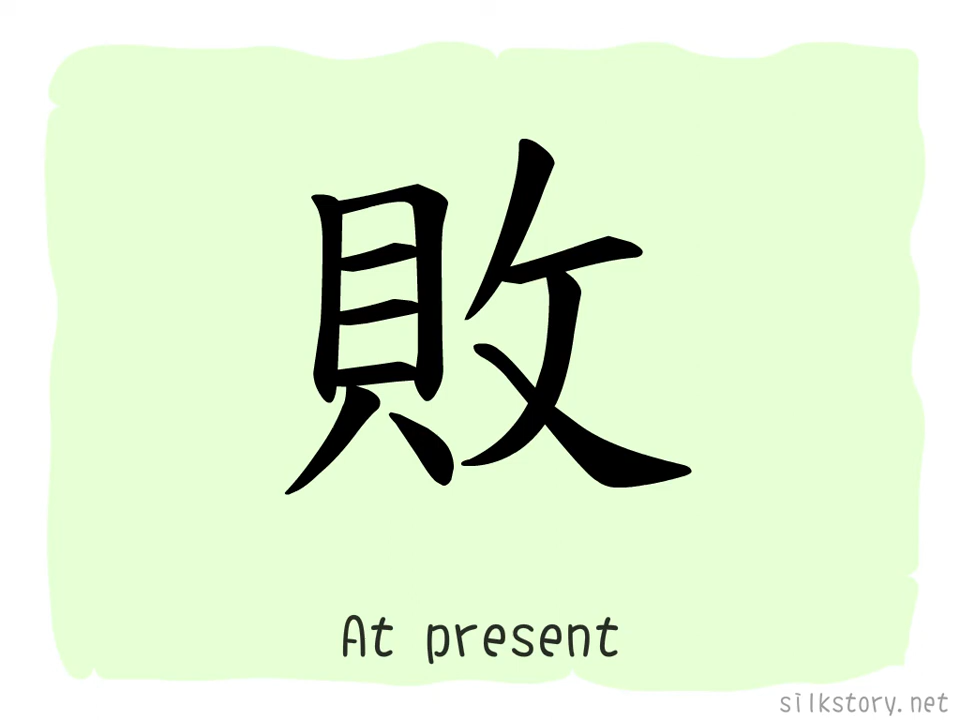 敗
At present
silkstory.net